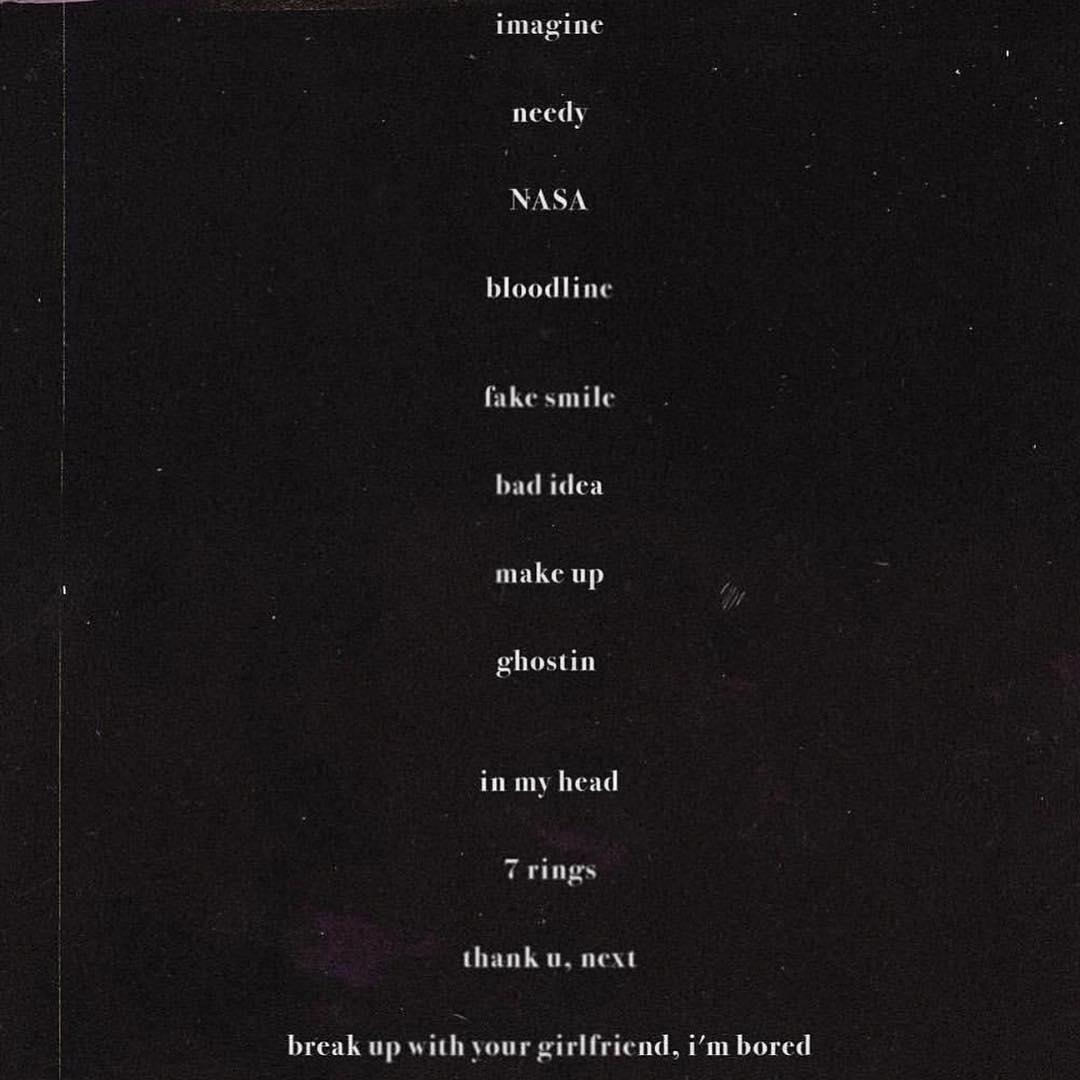 imagine
needy
NASA
bloodline
fake smile
bad idea
make up
ghostin
in my head
7 rings
thank u, next
break up with your girlfriend, i'm bored